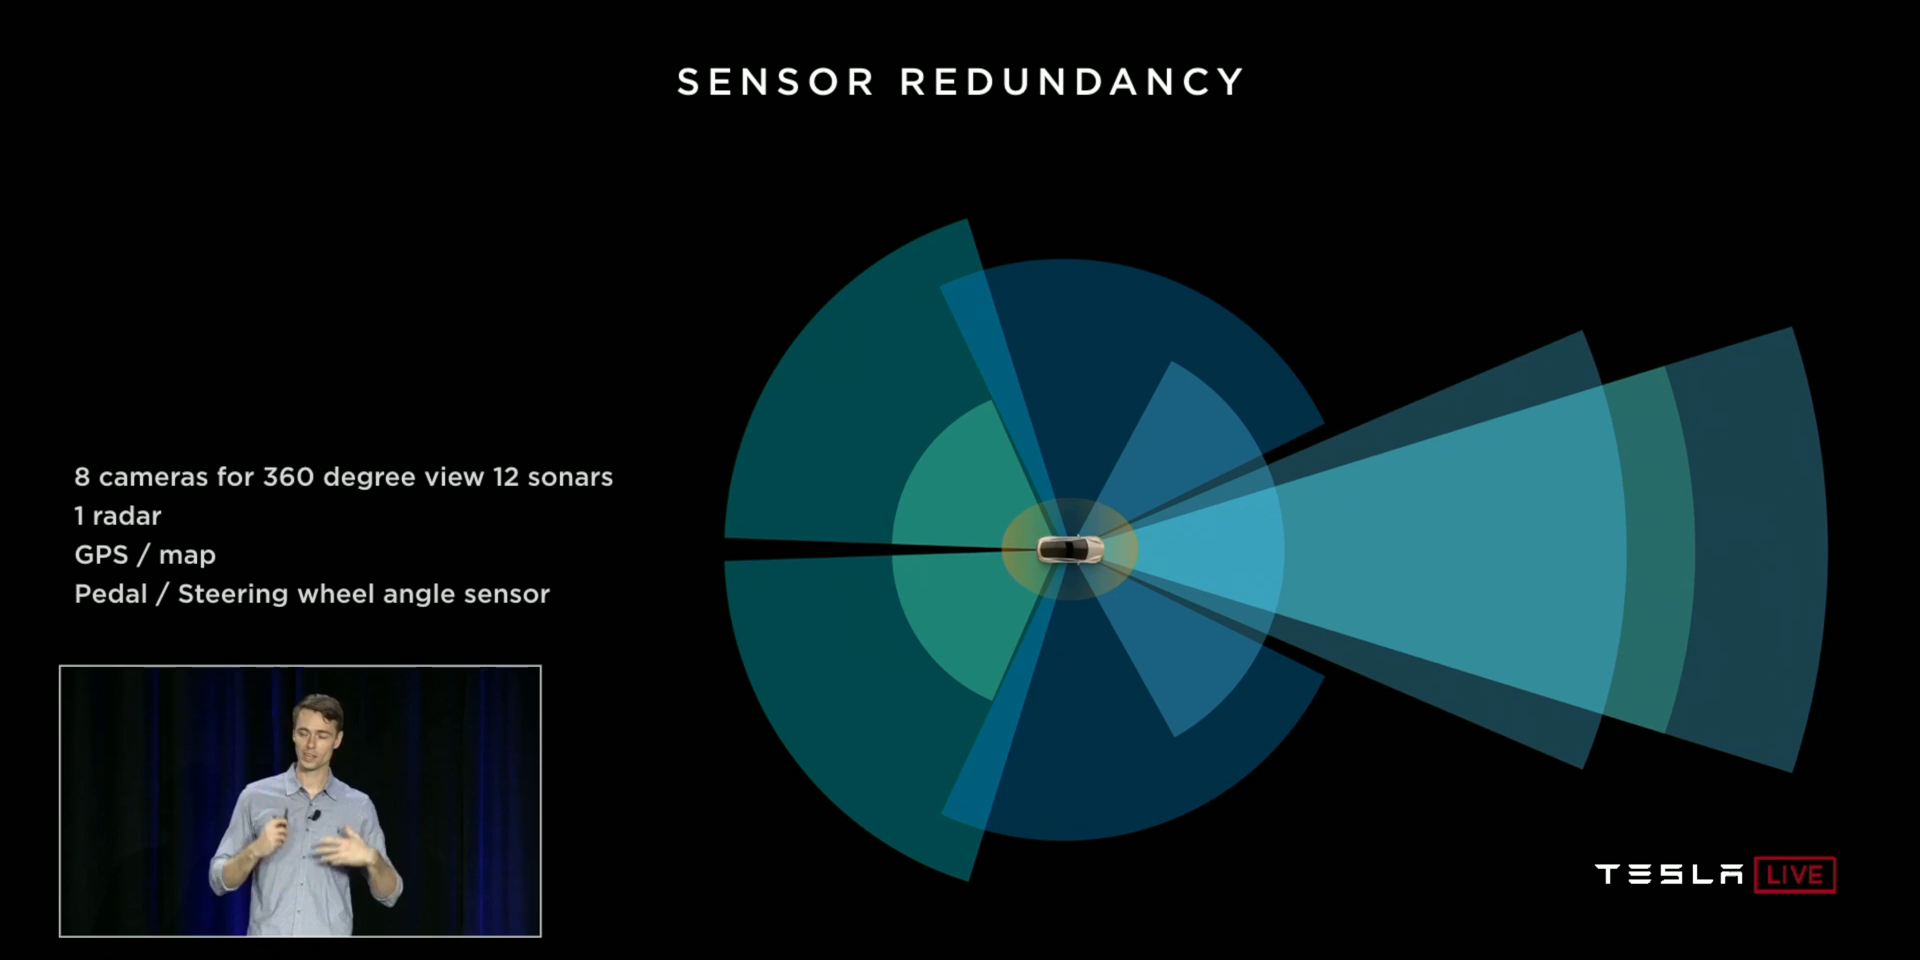 SENSOR REDUNDANCY
8 cameras for 360 degree view 12 sonars
1 radar
GPS / map
Pedal / Steering wheel angle sensor
TESLA LIVE